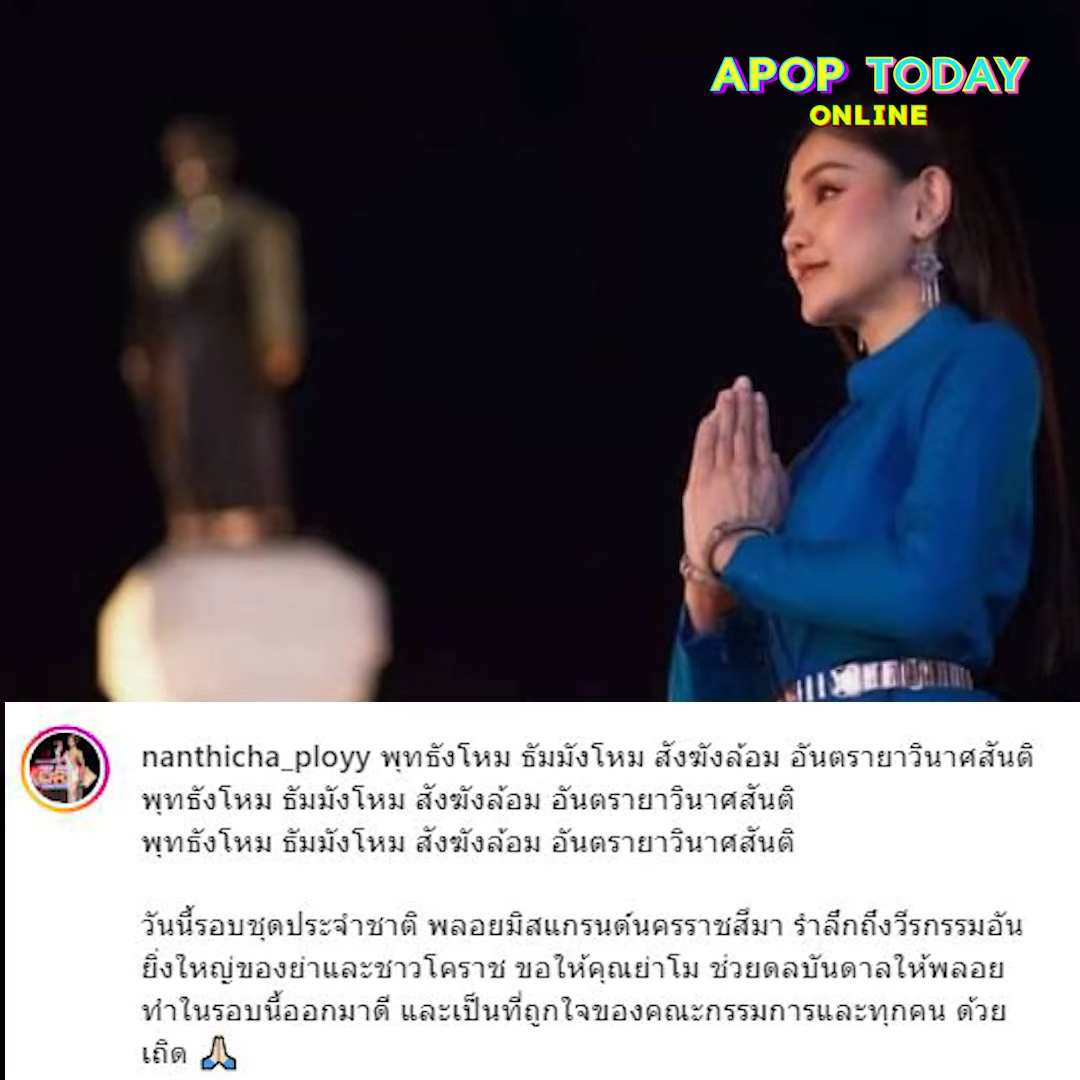 APOP TODAY
ONLINE
nanthicha_ployy พุทธังโหม ธัมมังโหม สังฆังล้อม อันตรายาวินาศสันติ
พุทธังโหม ธัมมังโหม สังฆังล้อม อันตรายาวินาศสันติ
พุทธังโหม ธัมมังโหม สังฆังล้อม อันตรายาวินาศสันติ
วันนี้รอบชุดประจำชาติ พลอยมิสแกรนด์นครราชสีมา รำลึกถึงวีรกรรมอัน
ยิ่งใหญ่ของย่าและชาวโคราช ขอให้คุณย่าโม ช่วยดลบันดาลให้พลอย
ทำในรอบนี้ออกมาดี และเป็นที่ถูกใจของคณะกรรมการและทุกคน ด้วย
เถิด 🙏🏻